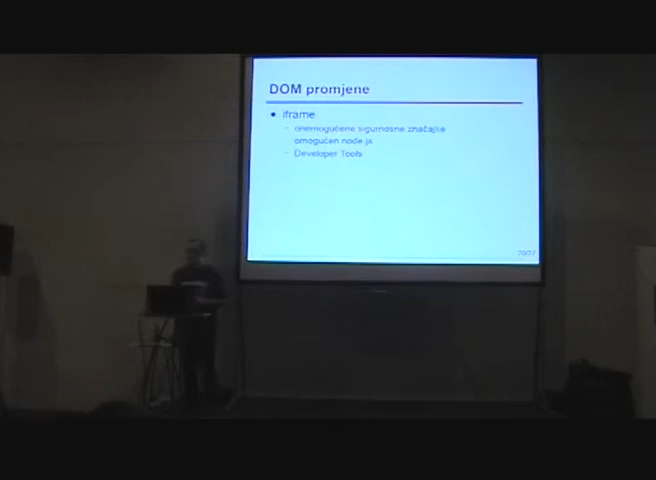 DOM promjene
• iframe
- onemogućene sigurnosne značajke
omogućen node.js
- Developer Tools